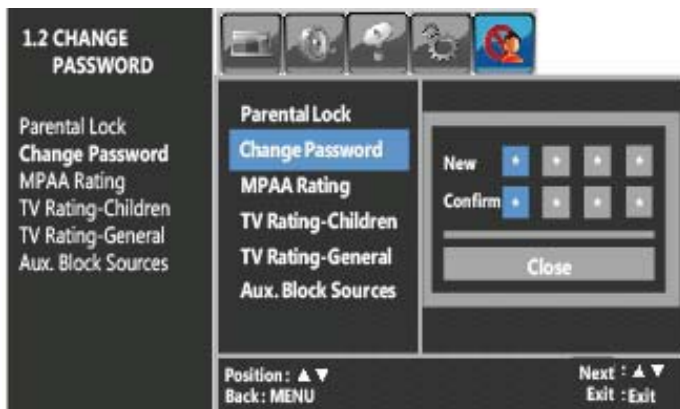 1.2 CHANGE
PASSWORD
Parental Lock
Change Password
MPAA Rating
TV Rating-Children
TV Rating-General
Aux. Block Sources
Parental Lock
Change Password
MPAA Rating
TV Rating-Children
TV Rating-General
Aux. Block Sources
New * * * *
Confirm * * * *
Close
Position : ▲ ▼
Back : MENU
Next : ▲ ▼
Exit : Exit